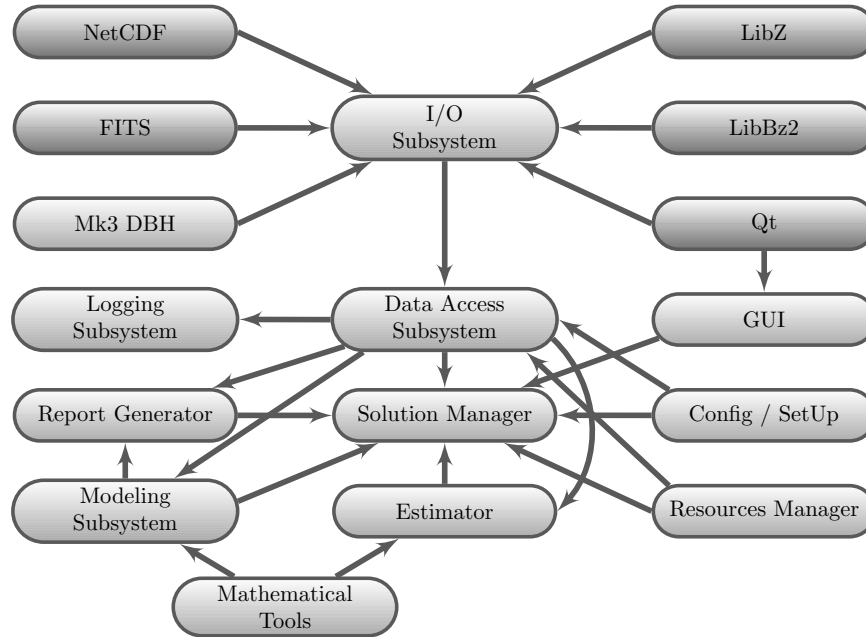 NetCDF
LibZ
FITS
I/O
Subsystem
LibBz2
Mk3 DBH
Qt
Logging
Subsystem
Data Access
Subsystem
GUI
Report Generator
Solution Manager
Config / SetUp
Modeling
Subsystem
Estimator
Resources Manager
Mathematical
Tools